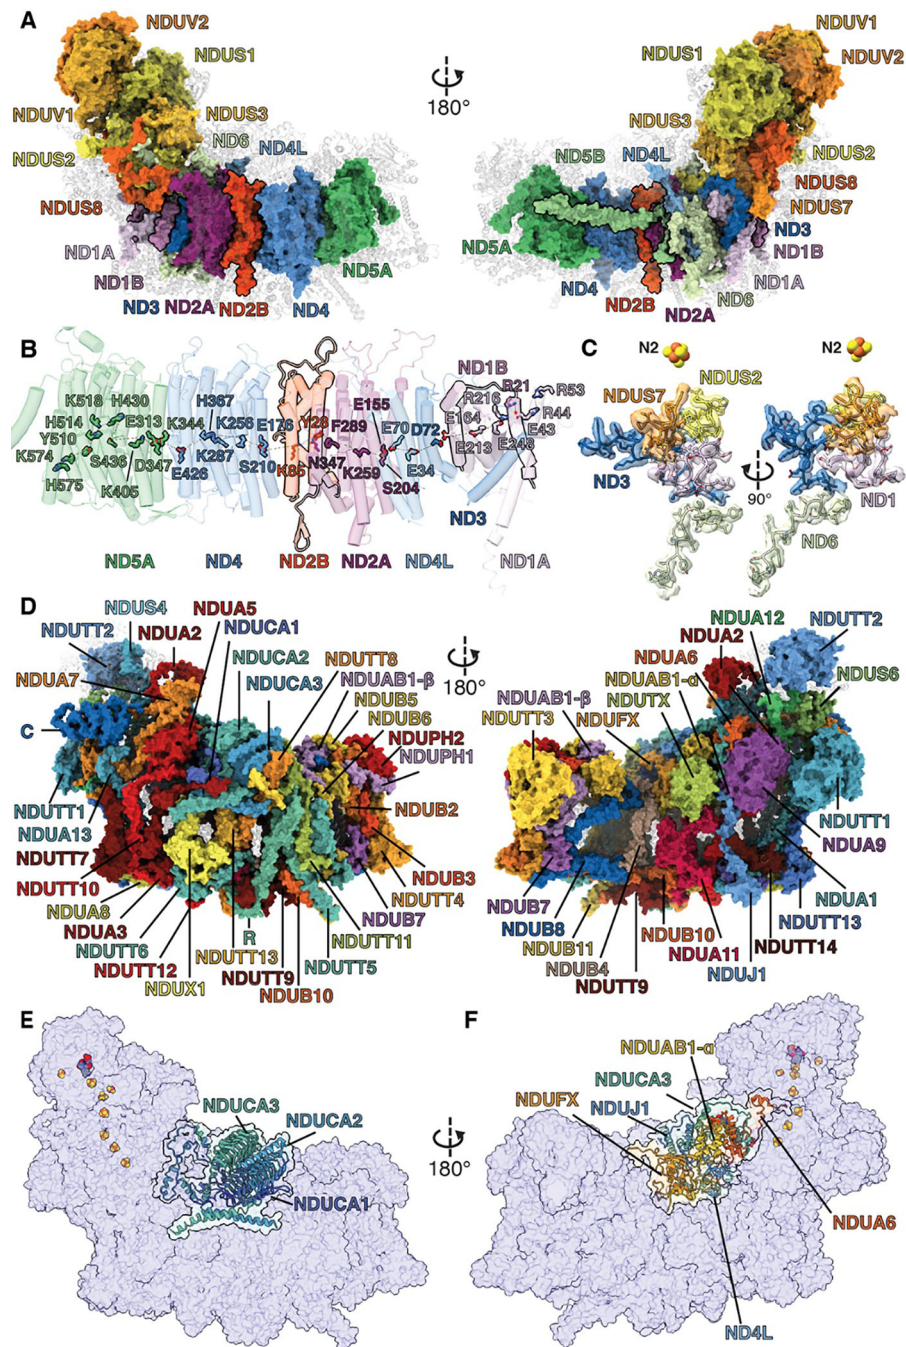 A
NDUV2
NDUS1
NDUV1
NDUS3
ND6
NDUS2
ND4L
NDUS8
ND1A
ND5A
ND1B
ND3 ND2A ND2B ND4
180°
NDUV1
NDUS1
NDUV2
NDUS3
ND4L
ND5B
NDUS2
NDUS8
NDUS7
ND5A
ND3
ND1B
ND4
ND1A
ND2B
ND6
ND2A
B
ND1B
K518 H430
H367
E155
R21
R53
R216
H514 E313 K344 K256 E176 Y28 F289 E70 D72 E164 R44
Y510
E43
K574 S436 D347 E426 K287 S210 K85 N347 K259 E34 E213 E248
H575
K405
S204
ND3
ND5A ND4 ND2B ND2A ND4L ND1A
C
N2
N2
NDUS2
NDUS7
ND3
90°
ND1
ND6
D
NDUS4
NDUA5
NDUTT2
NDUA2
NDUCA1
NDUCA2
NDUTT8
NDUA7
NDUCA3
NDUAB1-β
NDUB5
C
NDUB6
NDUPH2
NDUPH1
NDUTT1
NDUB2
NDUA13
NDUTT7
NDUB3
NDUTT10
NDUTT4
NDUA8
NDUB7
NDUA3
NDUTT6
R
NDUTT11
NDUTT12
NDUTT13
NDUTT5
NDUX1
NDUTT9
NDUB10
180°
NDUA12
NDUTT2
NDUA2
NDUA6
NDUAB1-α
NDUS6
NDUAB1-β
NDUTX
NDUTT3
NDUFX
NDUTT1
NDUA9
NDUB7
NDUA1
NDUB8
NDUTT13
NDUB11
NDUB10
NDUTT14
NDUB4
NDUA11
NDUTT9
NDUJ1
E
NDUCA3
NDUCA2
NDUCA1
180°
F
NDUAB1-α
NDUCA3
NDUFX
NDUJ1
NDUA6
ND4L